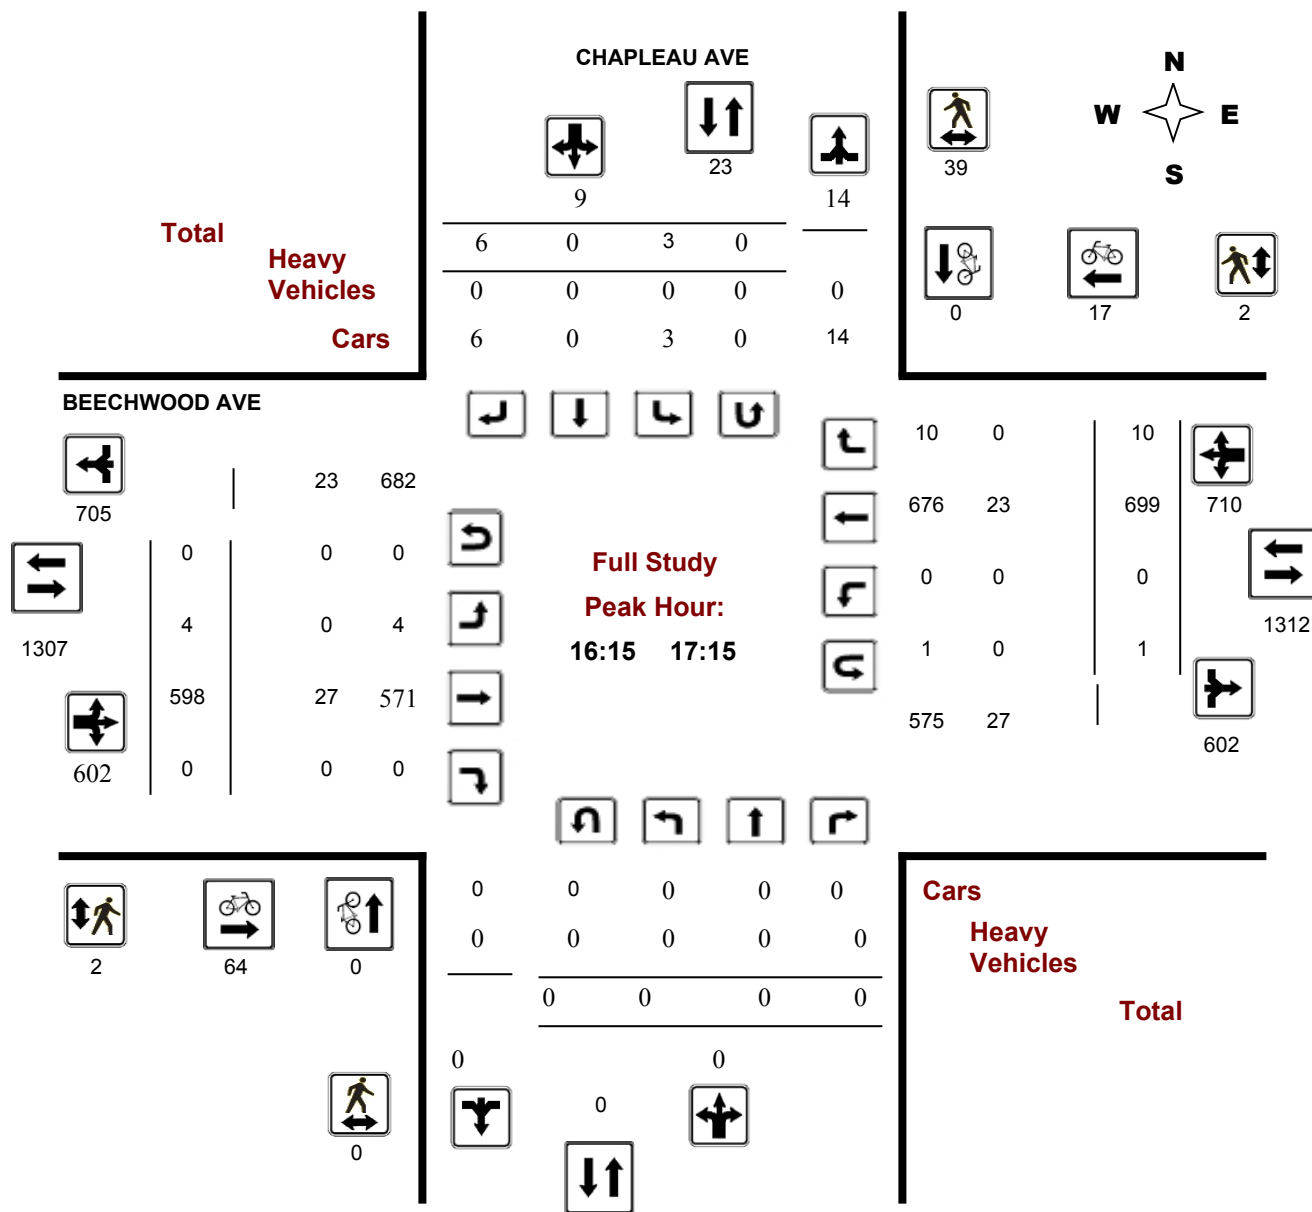 CHAPLEAU AVE
N
W E
S
23
39
9 14
Total
6 0 3 0
Heavy
Vehicles
0 0 0 0 0
0 17 2
Cars
6 0 3 0 14
BEECHWOOD AVE
10 0 10
23 682
705
676 23 699 710
0 0 0
Full Study
0 0 0
Peak Hour:
4 0 4
1312
1307
16:15 17:15
1 0 1
598 27 571
575 27
602
602
0 0 0
0 0 0 0 0
Cars
Heavy
Vehicles
0 0 0 0 0
2 64 0
0 0 0 0
Total
0 0
0
0